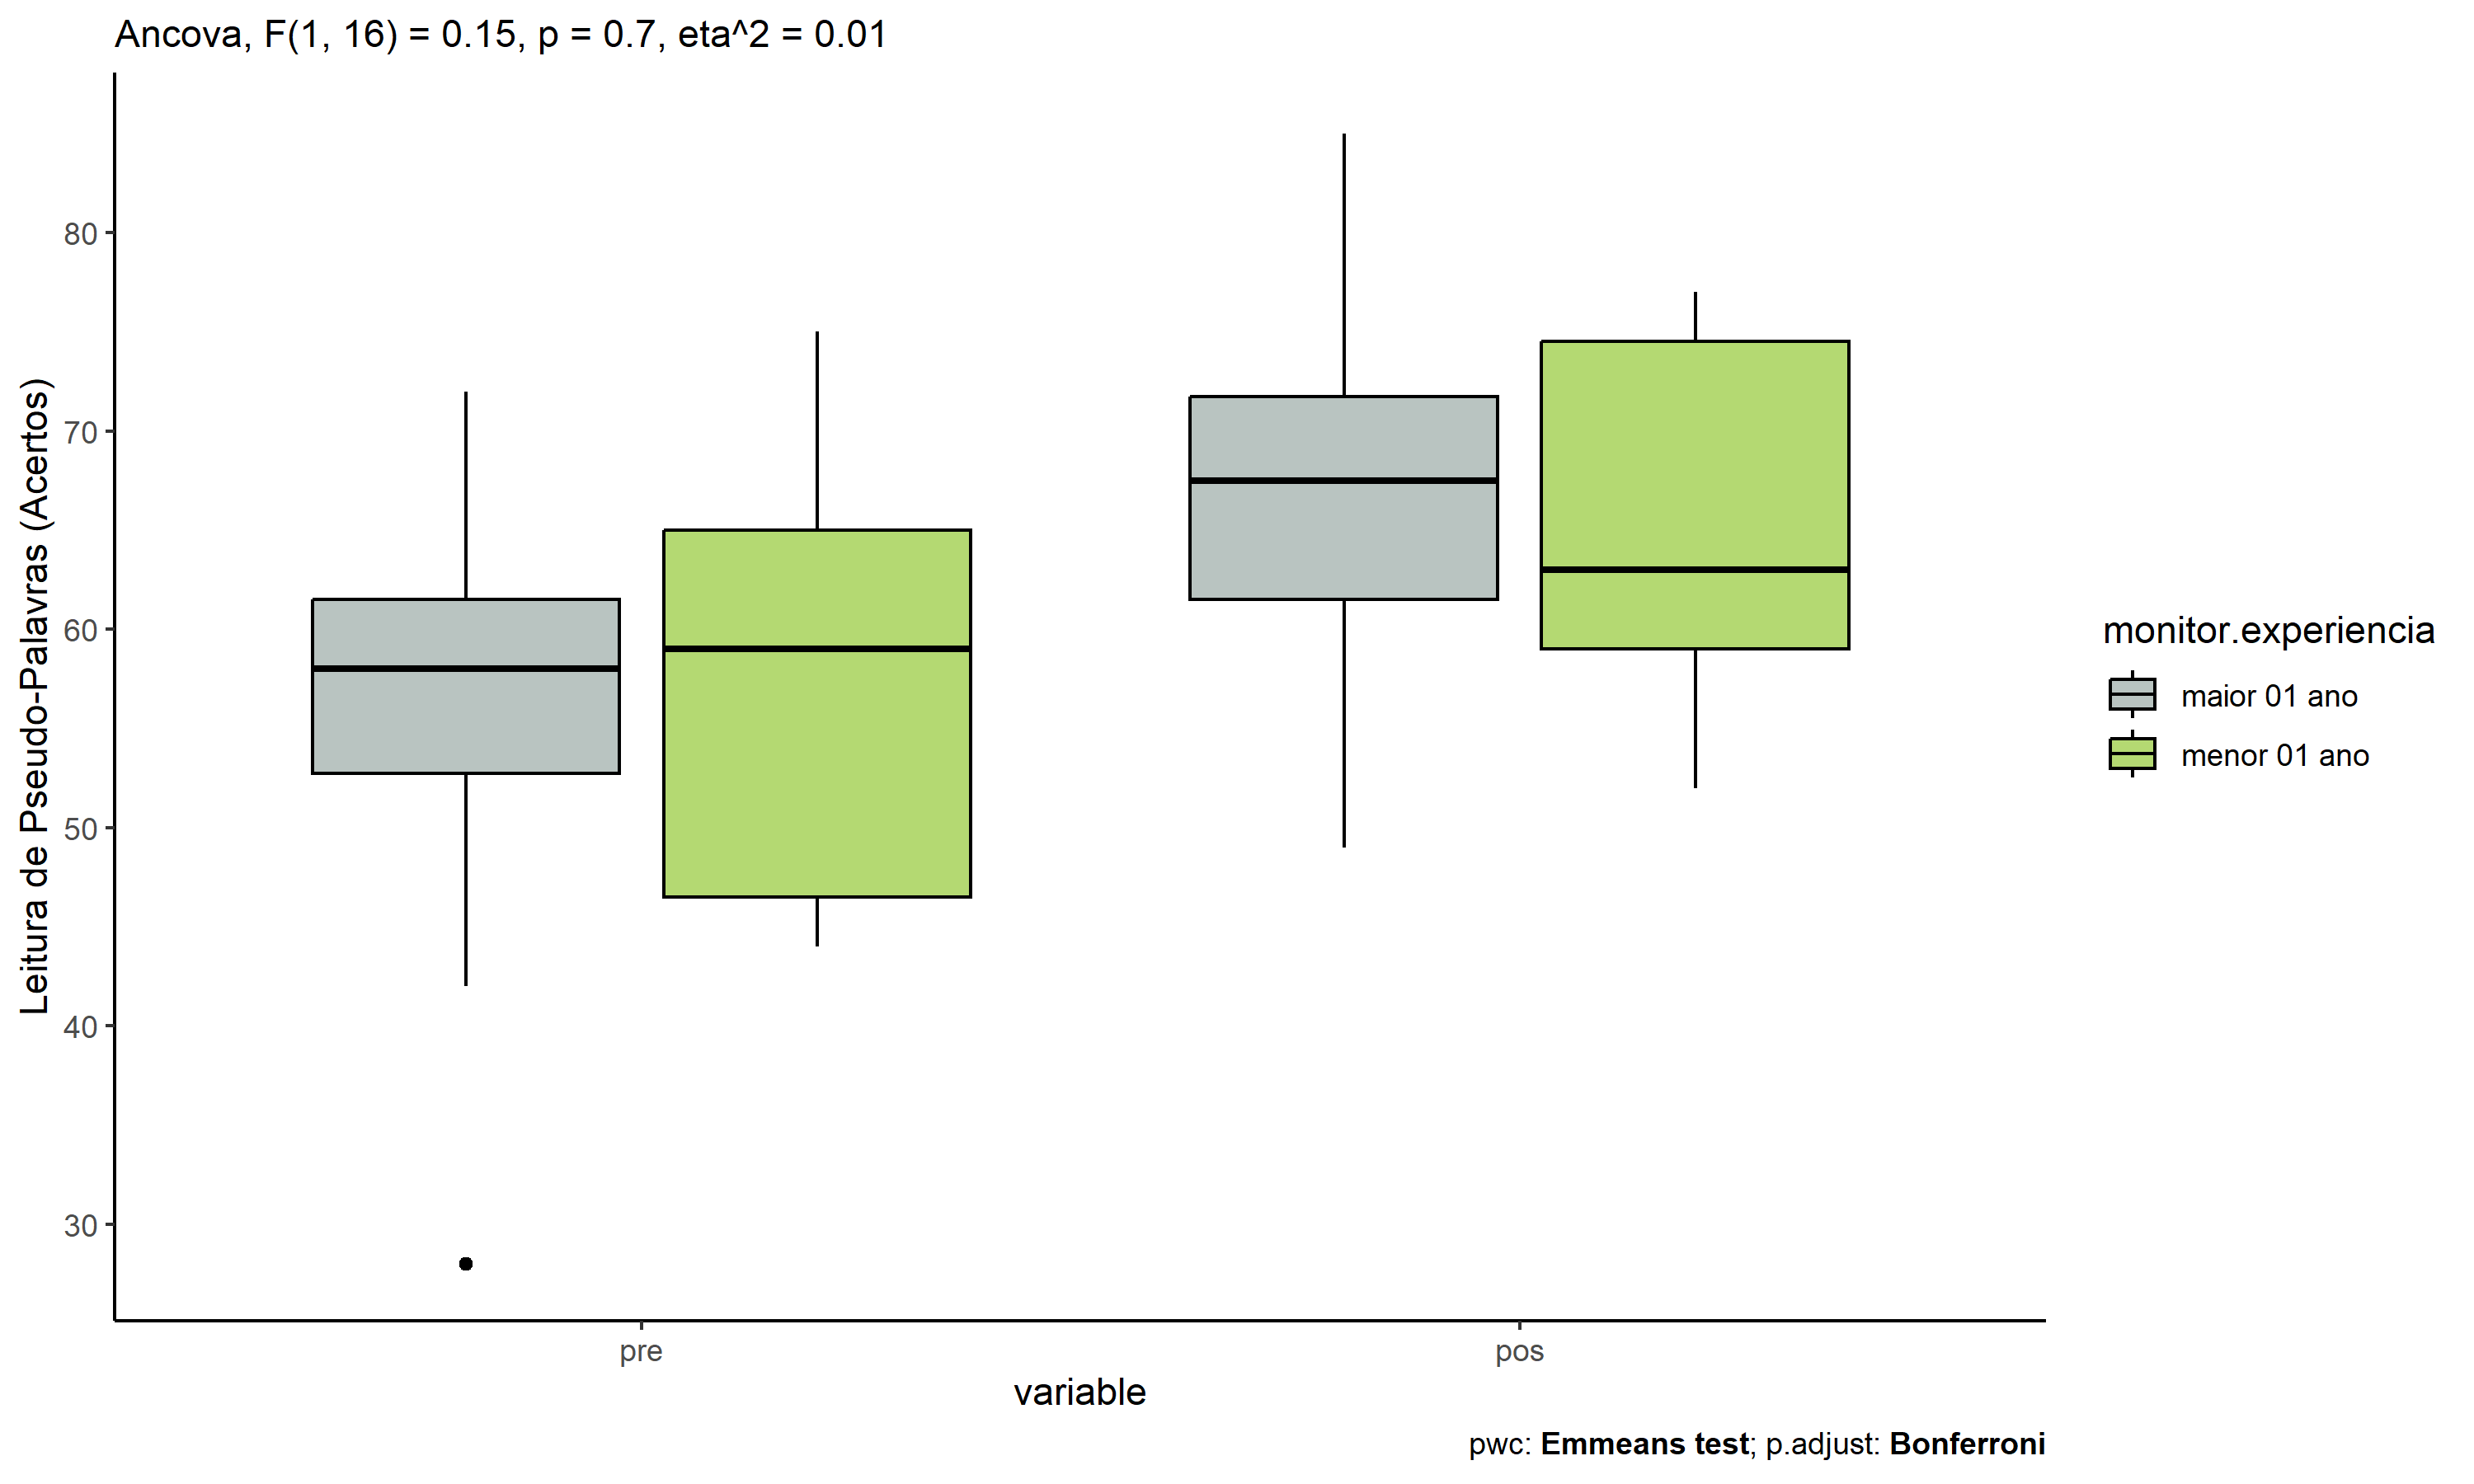 Ancova, F(1, 16) = 0.15, p = 0.7, eta^2 = 0.01
Leitura de Pseudo-Palavras (Acertos)
80
70
60
50
40
30
pre
pos
variable
monitor.experiencia
maior 01 ano
menor 01 ano
pwc: Emmeans test; p.adjust: Bonferroni